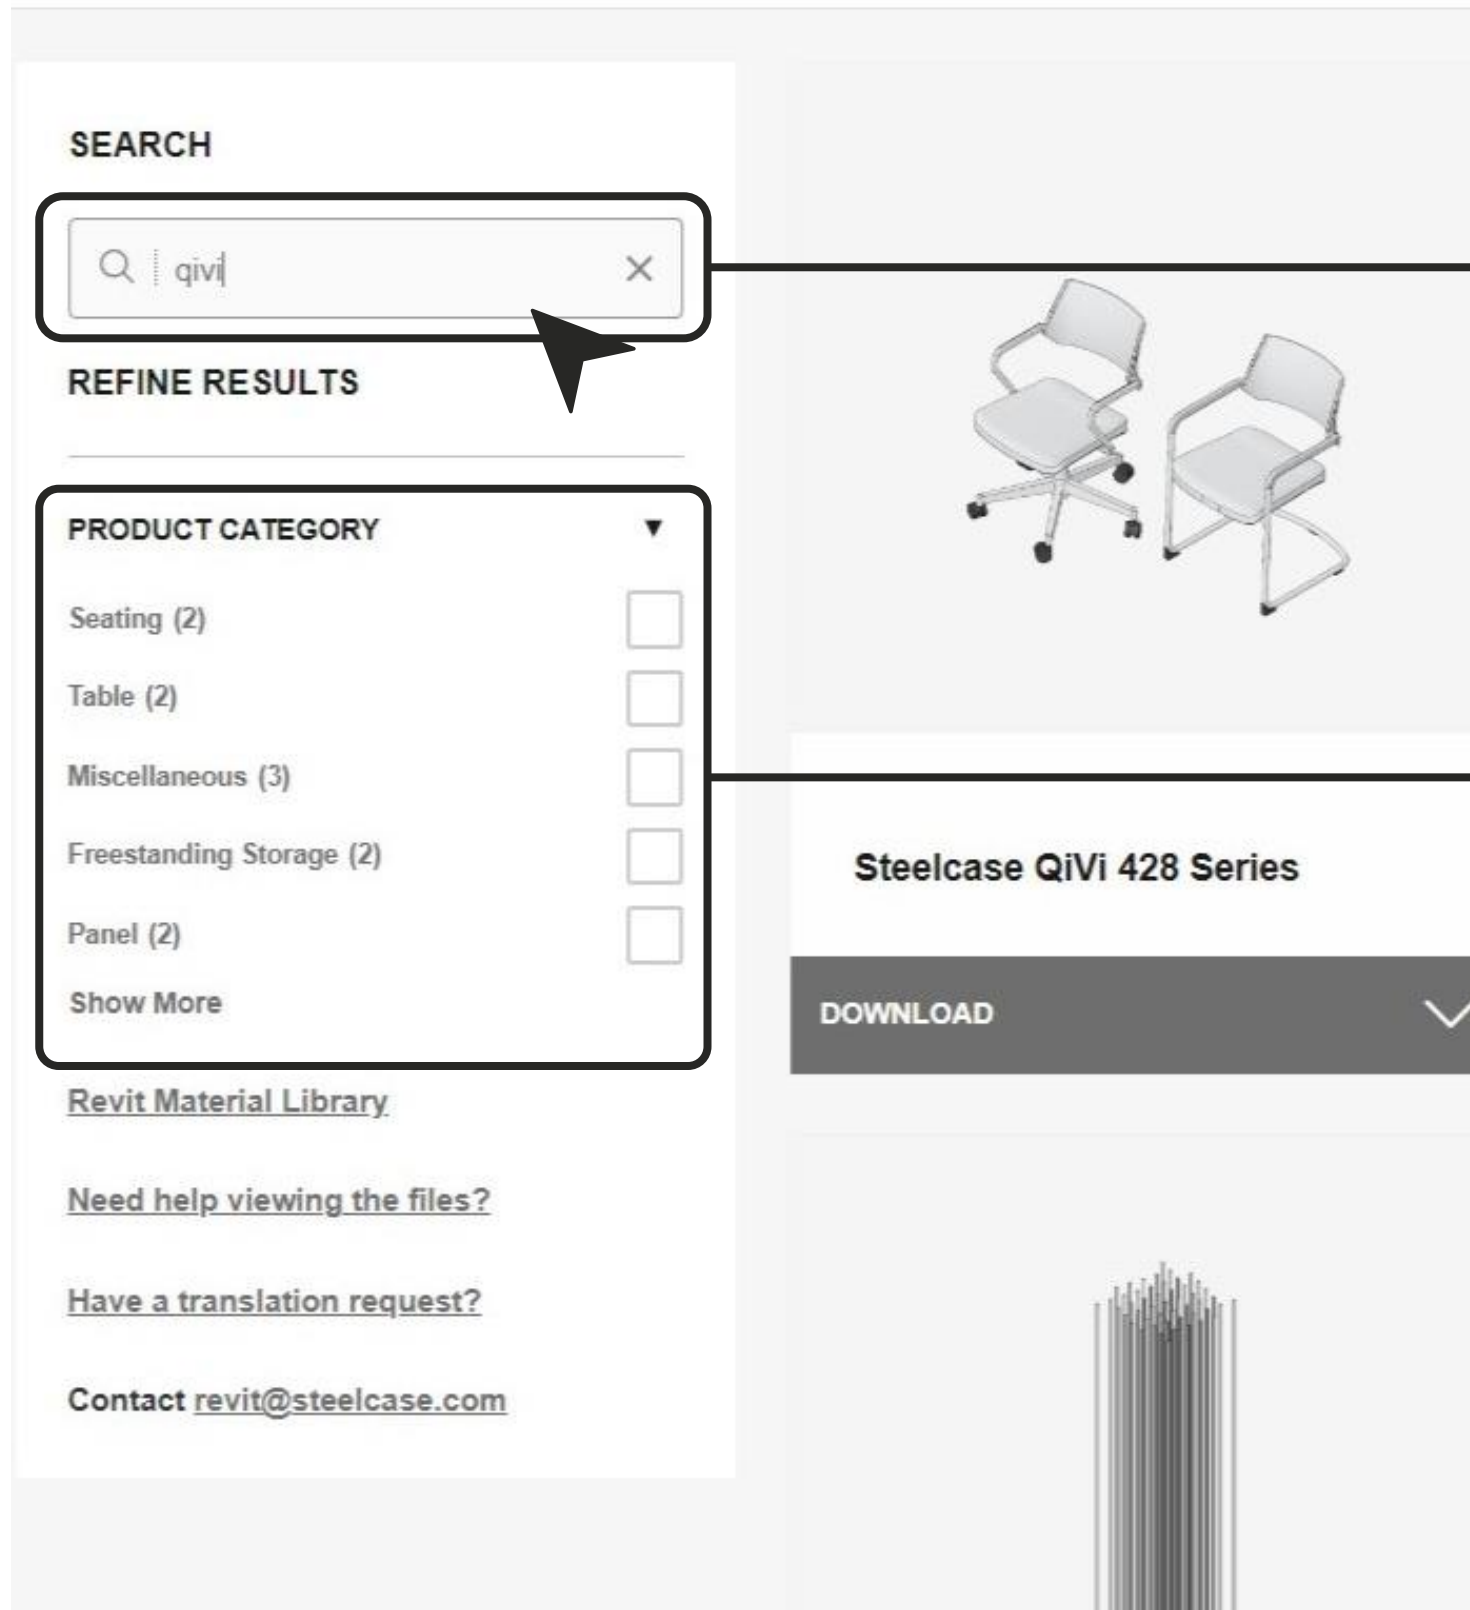 SEARCH
qivi
REFINE RESULTS
PRODUCT CATEGORY
Seating (2)
Table (2)
Miscellaneous (3)
Freestanding Storage (2)
Panel (2)
Show More
Revit Material Library
Need help viewing the files?
Have a translation request?
Contact revit@steelcase.com
Steelcase QiVi 428 Series
DOWNLOAD